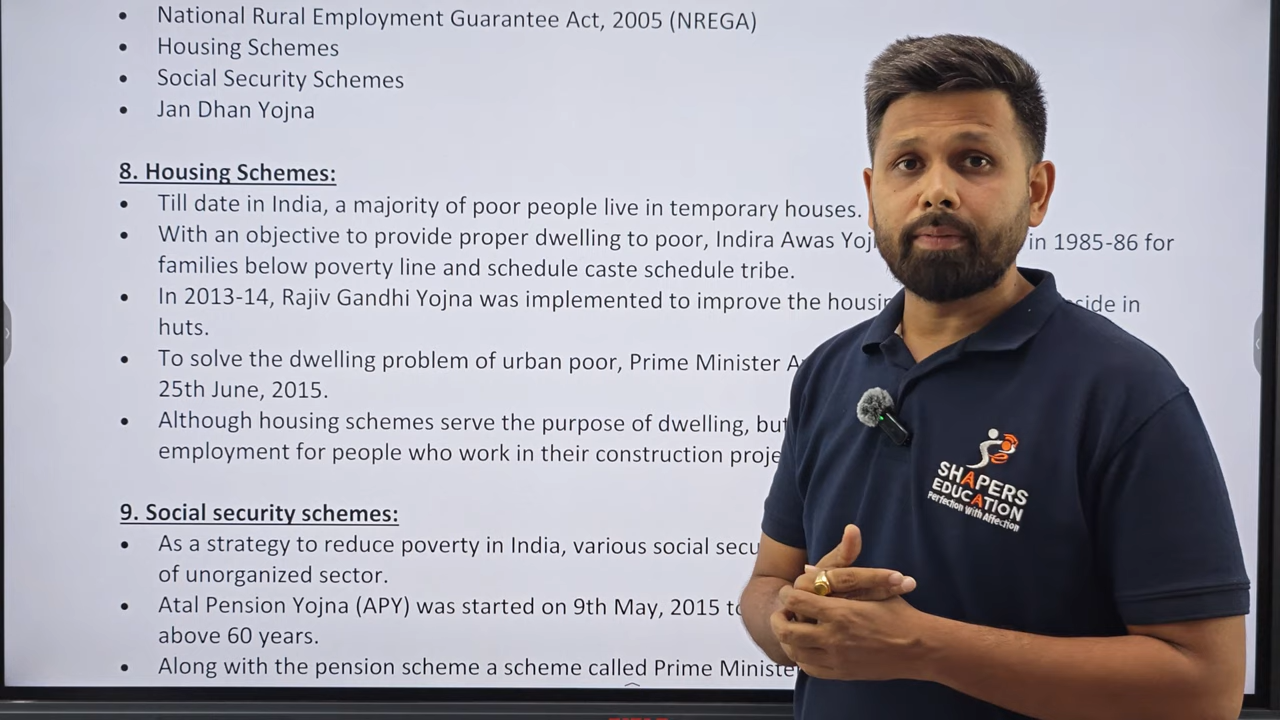 • National Rural Employment Guarantee Act, 2005 (NREGA)
• Housing Schemes
• Social Security Schemes
• Jan Dhan Yojna
8. Housing Schemes:
• Till date in India, a majority of poor people live in temporary houses.
• With an objective to provide proper dwelling to poor, Indira Awas in 1985-86 for
families below poverty line and schedule caste schedule tribe.
• In 2013-14, Rajiv Gandhi Yojna was implemented to improve the in
huts.
• To solve the dwelling problem of urban poor, Prime Minister
25th June, 2015.
• Although housing schemes serve the purpose of dwelling,
employment for people who work in their construction
9. Social security schemes:
• As a strategy to reduce poverty in India, various social
of unorganized sector.
• Atal Pension Yojna (APY) was started on 9th May, 2015
above 60 years.
• Along with the pension scheme a scheme called Prime
SHAPERS
EDUCATION
Perfection With Affection